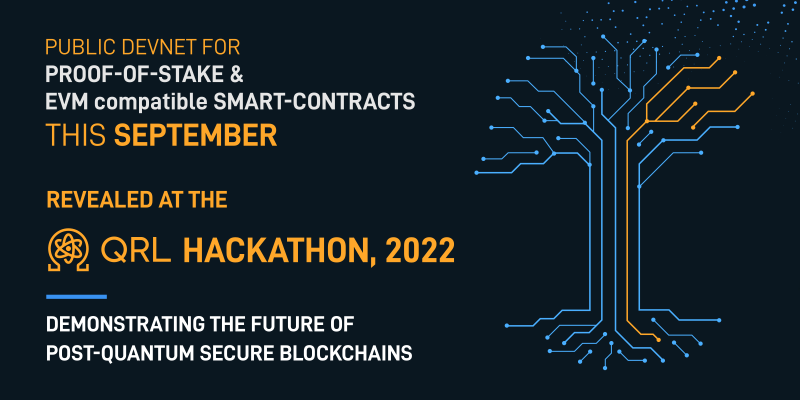 PUBLIC DEVNET FOR
PROOF-OF-STAKE &
EVM compatible SMART-CONTRACTS
THIS SEPTEMBER
REVEALED AT THE
QRL HACKATHON, 2022
DEMONSTRATING THE FUTURE OF
POST-QUANTUM SECURE BLOCKCHAINS